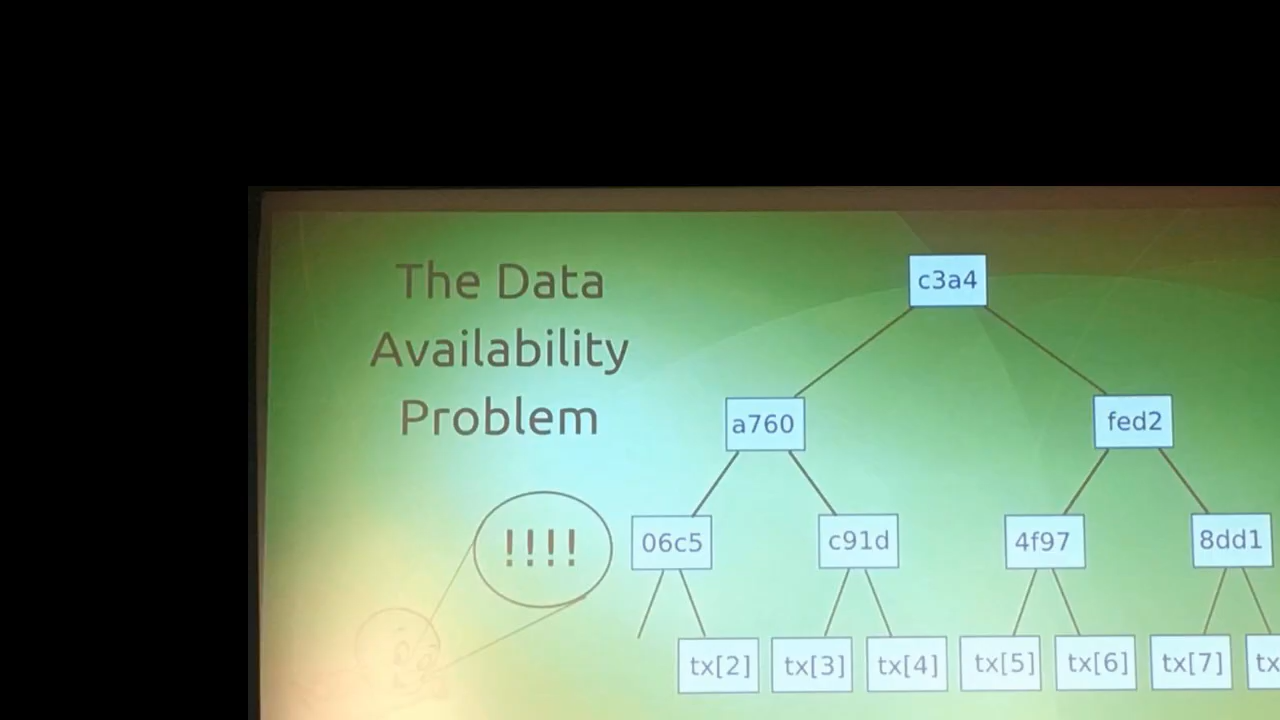 The Data
Availability
Problem
!!!!
c3a4
a760
fed2
06c5
c91d
4f97
8dd1
tx[2]
tx[3]
tx[4]
tx[5]
tx[6]
tx[7]
tx